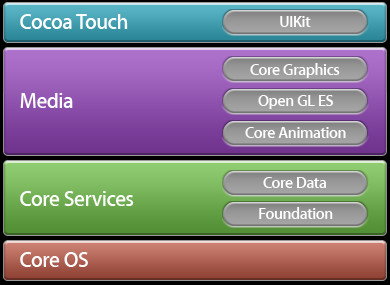 Cocoa Touch
UIKit
Media
Core Graphics
Open GL ES
Core Animation
Core Services
Core Data
Foundation
Core OS